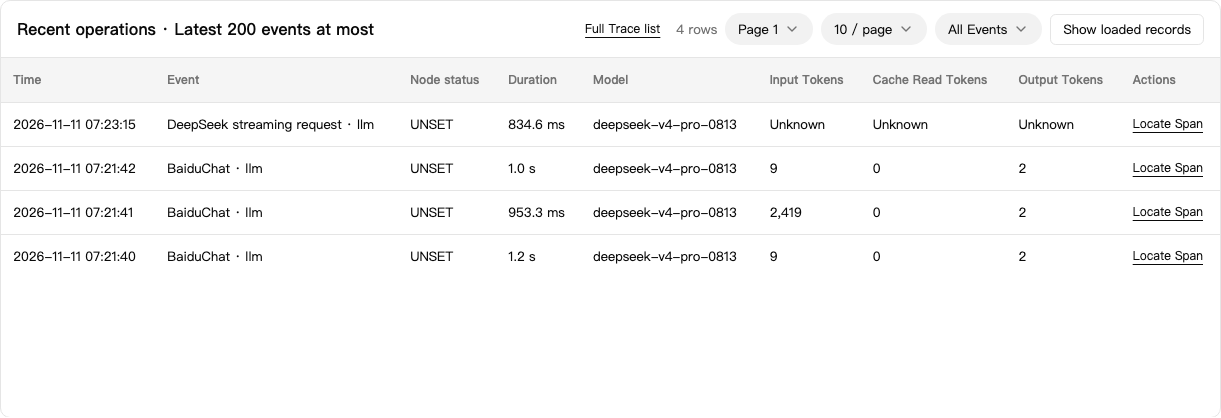 Recent operations · Latest 200 events at most
Full Trace list 4 rows Page 1 10 / page All Events Show loaded records
Time Event Node status Duration Model Input Tokens Cache Read Tokens Output Tokens Actions
2026-11-11 07:23:15 DeepSeek streaming request · llm UNSET 834.6 ms deepseek-v4-pro-0813 Unknown Unknown Unknown Locate Span
2026-11-11 07:21:42 BaiduChat · llm UNSET 1.0 s deepseek-v4-pro-0813 9 0 2 Locate Span
2026-11-11 07:21:41 BaiduChat · llm UNSET 953.3 ms deepseek-v4-pro-0813 2,419 0 2 Locate Span
2026-11-11 07:21:40 BaiduChat · llm UNSET 1.2 s deepseek-v4-pro-0813 9 0 2 Locate Span